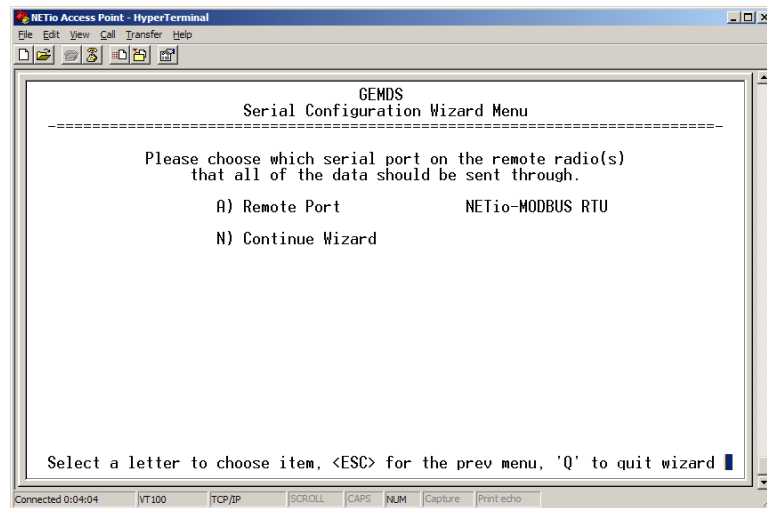 NETio Access Point - HyperTerminal
File Edit View Call Transfer Help
GEMDS
Serial Configuration Wizard Menu
-==========================================================================-
Please choose which serial port on the remote radio(s)
that all of the data should be sent through.
A) Remote Port NETio-MODBUS RTU
N) Continue Wizard
Select a letter to choose item, <ESC> for the prev menu, 'Q' to quit wizard
Connected 0:04:04 VT100 TCP/IP SCROLL CAPS NUM Capture Print echo